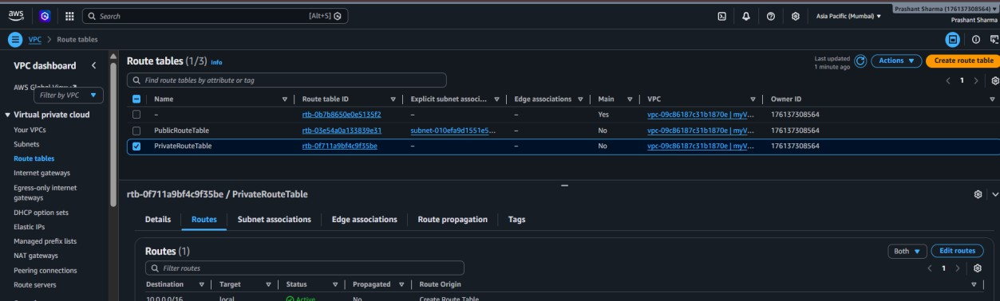 aws
Search [Alt+S]
Asia Pacific (Mumbai) ▼
Prashant Sharma (176137308564) ▼
Prashant Sharma
VPC > Route tables
VPC dashboard <
AWS Global View
Filter by VPC ▼
▼ Virtual private cloud
Your VPCs
Subnets
Route tables
Internet gateways
Egress-only internet
gateways
DHCP option sets
Elastic IPs
Managed prefix lists
NAT gateways
Peering connections
Route servers
Route tables (1/3) Info
Last updated
1 minute ago
Actions ▼
Create route table
Find route tables by attribute or tag
< 1 >
Name Route table ID Explicit subnet associ... Edge associations Main VPC Owner ID
– rtb-0b7b8650e0e5135f2 – – Yes vpc-09c86187c31b1870e | myV... 176137308564
PublicRouteTable rtb-03e54a0a133839e31 subnet-010efa9d1551e5... – No vpc-09c86187c31b1870e | myV... 176137308564
PrivateRouteTable rtb-0f711a9bf4c9f35be – – No vpc-09c86187c31b1870e | myV... 176137308564
rtb-0f711a9bf4c9f35be / PrivateRouteTable
Details Routes Subnet associations Edge associations Route propagation Tags
Routes (1)
Both ▼ Edit routes
Filter routes
< 1 >
Destination Target Status Propagated Route Origin
10.0.0.0/16 local Active No Create Route Table